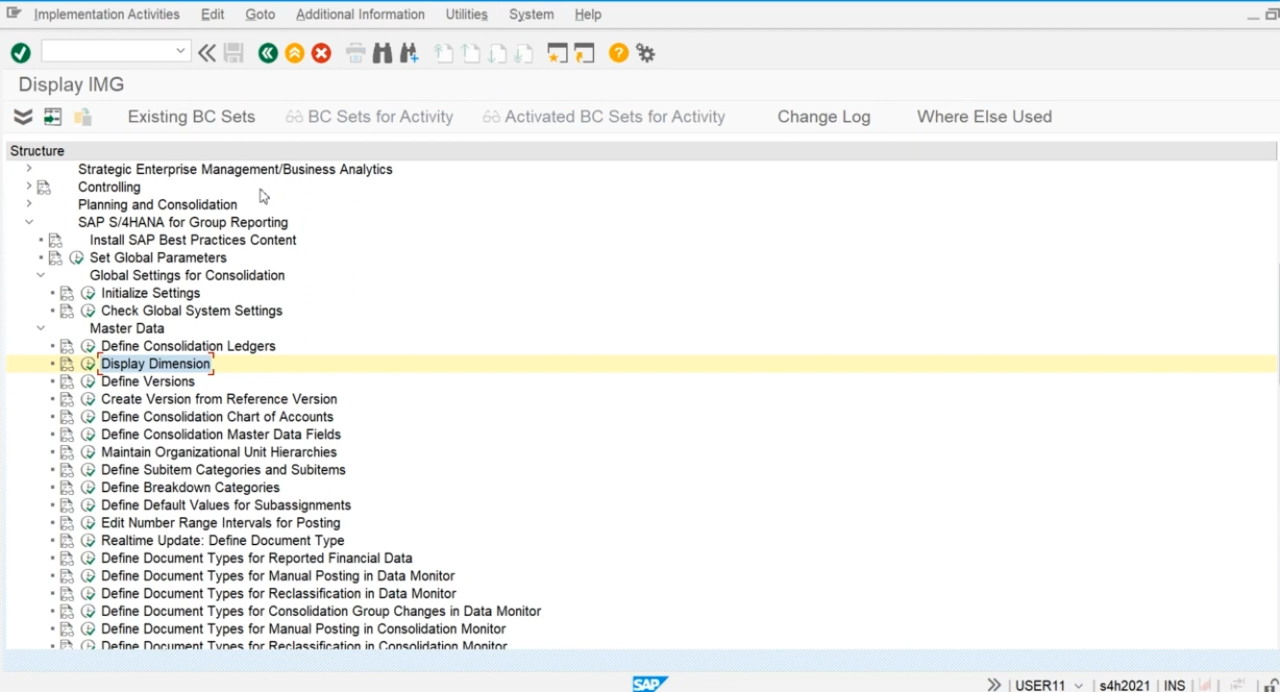 Implementation Activities Edit Goto Additional Information Utilities System Help
Display IMG
Existing BC Sets BC Sets for Activity Activated BC Sets for Activity Change Log Where Else Used
Structure
Strategic Enterprise Management/Business Analytics
Controlling
Planning and Consolidation
SAP S/4HANA for Group Reporting
Install SAP Best Practices Content
Set Global Parameters
Global Settings for Consolidation
Initialize Settings
Check Global System Settings
Master Data
Define Consolidation Ledgers
Display Dimension
Define Versions
Create Version from Reference Version
Define Consolidation Chart of Accounts
Define Consolidation Master Data Fields
Maintain Organizational Unit Hierarchies
Define Subitem Categories and Subitems
Define Breakdown Categories
Define Default Values for Subassignments
Edit Number Range Intervals for Posting
Realtime Update: Define Document Type
Define Document Types for Reported Financial Data
Define Document Types for Manual Posting in Data Monitor
Define Document Types for Reclassification in Data Monitor
Define Document Types for Consolidation Group Changes in Data Monitor
Define Document Types for Manual Posting in Consolidation Monitor
Define Document Types for Reclassification in Consolidation Monitor
SAP USER11 s4h2021 INS